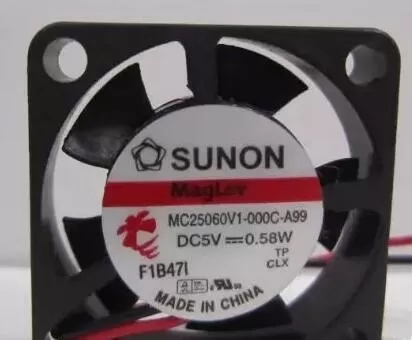 SUNON
MagLev
MC25060V1-000C-A99
DC5V 0.58W
TP
CLX
F1B47I
MADE IN CHINA